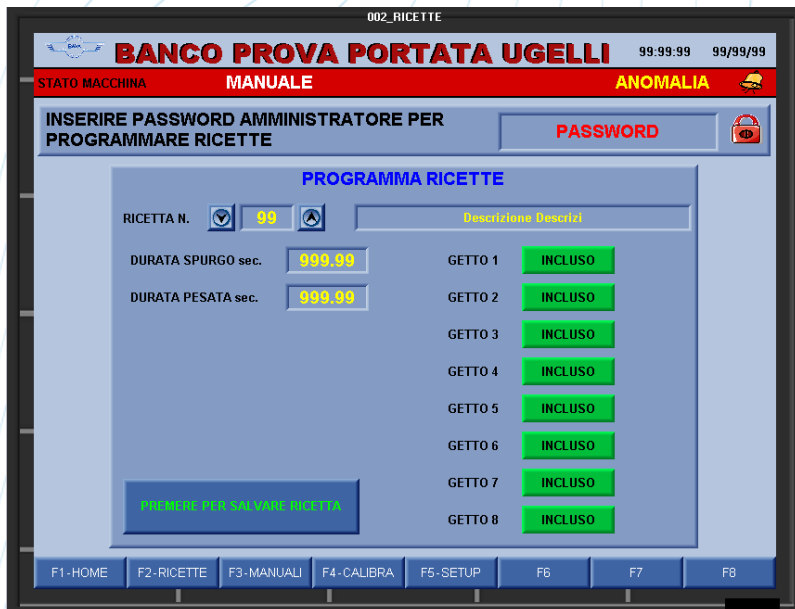 002_RICETTE
BANCO PROVA PORTATA UGELLI 99:99:99 99/99/99
STATO MACCHINA MANUALE ANOMALIA
INSERIRE PASSWORD AMMINISTRATORE PER
PROGRAMMARE RICETTE
PASSWORD
PROGRAMMA RICETTE
RICETTA N. 99 Descrizione Descrizi
DURATA SPURGO sec. 999.99 GETTO 1 INCLUSO
DURATA PESATA sec. 999.99 GETTO 2 INCLUSO
GETTO 3 INCLUSO
GETTO 4 INCLUSO
GETTO 5 INCLUSO
GETTO 6 INCLUSO
GETTO 7 INCLUSO
PREMERE PER SALVARE RICETTA
GETTO 8 INCLUSO
F1-HOME F2-RICETTE F3-MANUALI F4-CALIBRA F5-SETUP F6 F7 F8